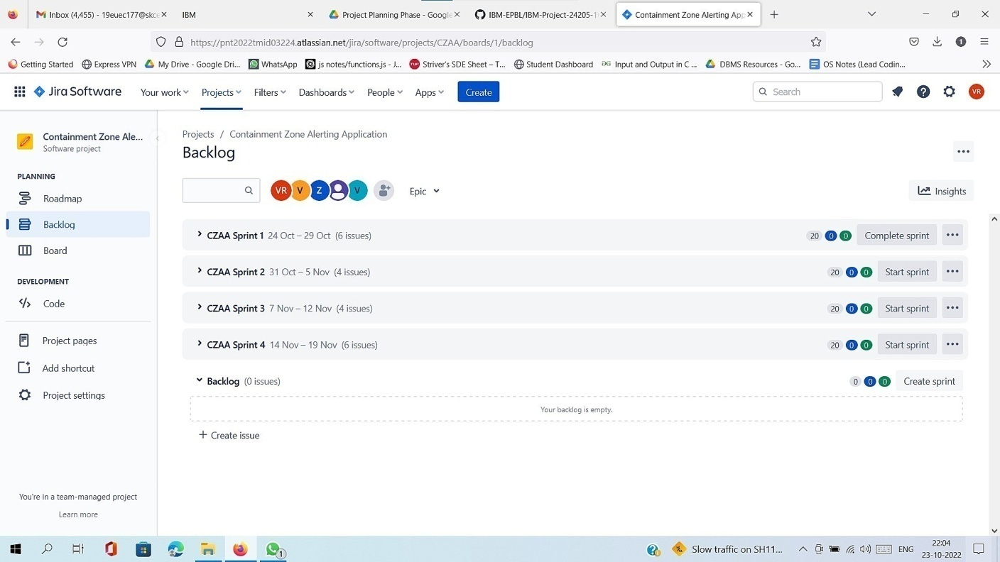 Inbox (4,455) - 19euec177@skce
IBM
Project Planning Phase - Google
IBM-EPBL/IBM-Project-24205-1
Containment Zone Alerting App
https://pnt2022tmid03224.atlassian.net/jira/software/projects/CZAA/boards/1/backlog
1
Getting Started
Express VPN
My Drive - Google Dri...
WhatsApp
js notes/functions.js - J...
Striver's SDE Sheet – T...
Student Dashboard
Input and Output in C ...
DBMS Resources - Go...
OS Notes (Lead Codin...
Jira Software
Your work
Projects
Filters
Dashboards
People
Apps
Create
Search
VR
Containment Zone Ale...
Software project
PLANNING
Roadmap
Backlog
Board
DEVELOPMENT
Code
Project pages
Add shortcut
Project settings
You're in a team-managed project
Learn more
Projects / Containment Zone Alerting Application
Backlog
VR V Z V
Epic
Insights
CZAA Sprint 1 24 Oct – 29 Oct (6 issues) 20 0 0 Complete sprint
CZAA Sprint 2 31 Oct – 5 Nov (4 issues) 20 0 0 Start sprint
CZAA Sprint 3 7 Nov – 12 Nov (4 issues) 20 0 0 Start sprint
CZAA Sprint 4 14 Nov – 19 Nov (6 issues) 20 0 0 Start sprint
Backlog (0 issues) 0 0 0 Create sprint
Your backlog is empty.
+ Create issue
1
Slow traffic on SH11...
ENG
22:04
23-10-2022